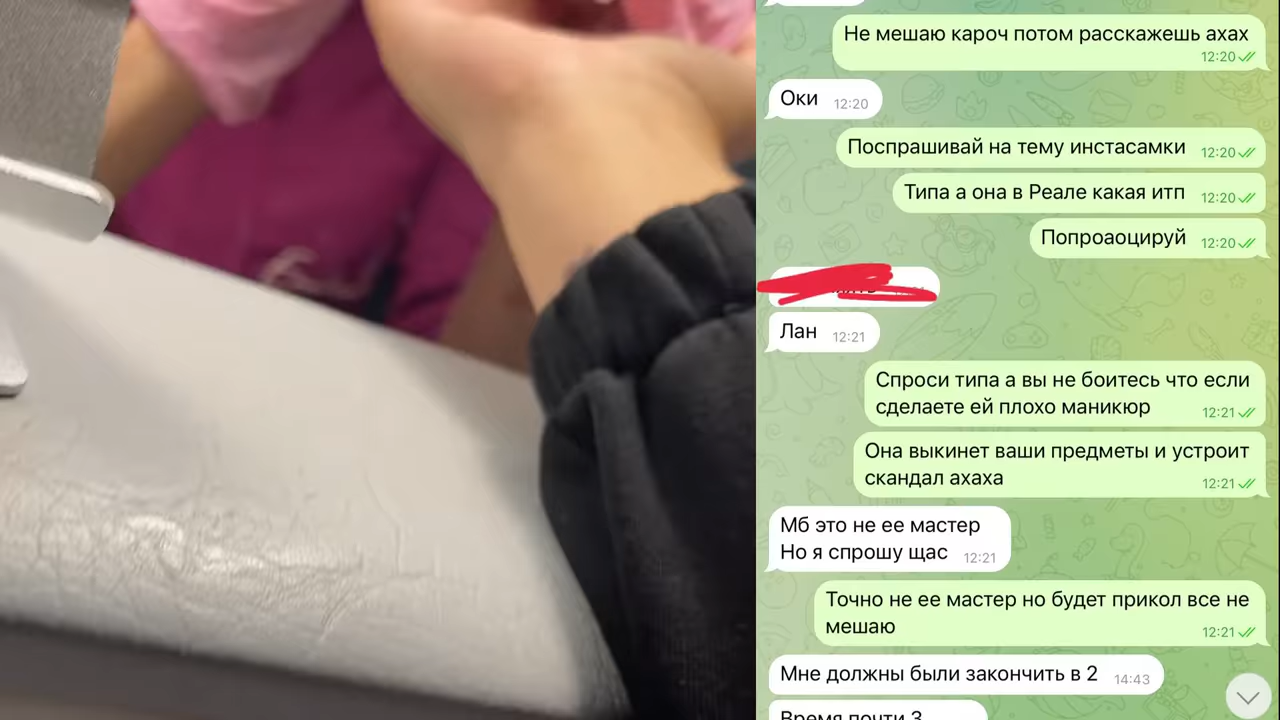 Не мешаю кароч потом расскажешь ахах
12:20
Оки 12:20
Поспрашивай на тему инстасамки 12:20
Типа а она в Реале какая итп 12:20
Попроаоцируй 12:20
Лан 12:21
Спроси типа а вы не боитесь что если
сделаете ей плохо маникюр 12:21
Она выкинет ваши предметы и устроит
скандал ахаха 12:21
Мб это не ее мастер
Но я спрошу щас 12:21
Точно не ее мастер но будет прикол все не
мешаю 12:21
Мне должны были закончить в 2 14:43
Время почти 3